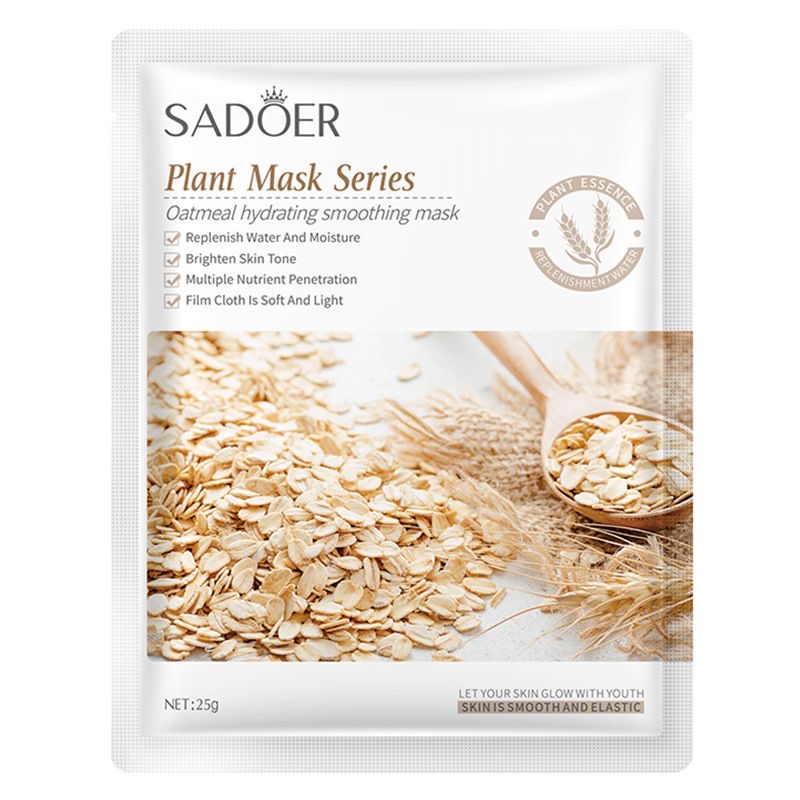 SADOER
Plant Mask Series
Oatmeal hydrating smoothing mask
Replenish Water And Moisture
Brighten Skin Tone
Multiple Nutrient Penetration
Film Cloth Is Soft And Light
PLANT ESSENCE
REPLENISHMENTWATER
NET:25g
LET YOUR SKIN GLOW WITH YOUTH
SKIN IS SMOOTH AND ELASTIC